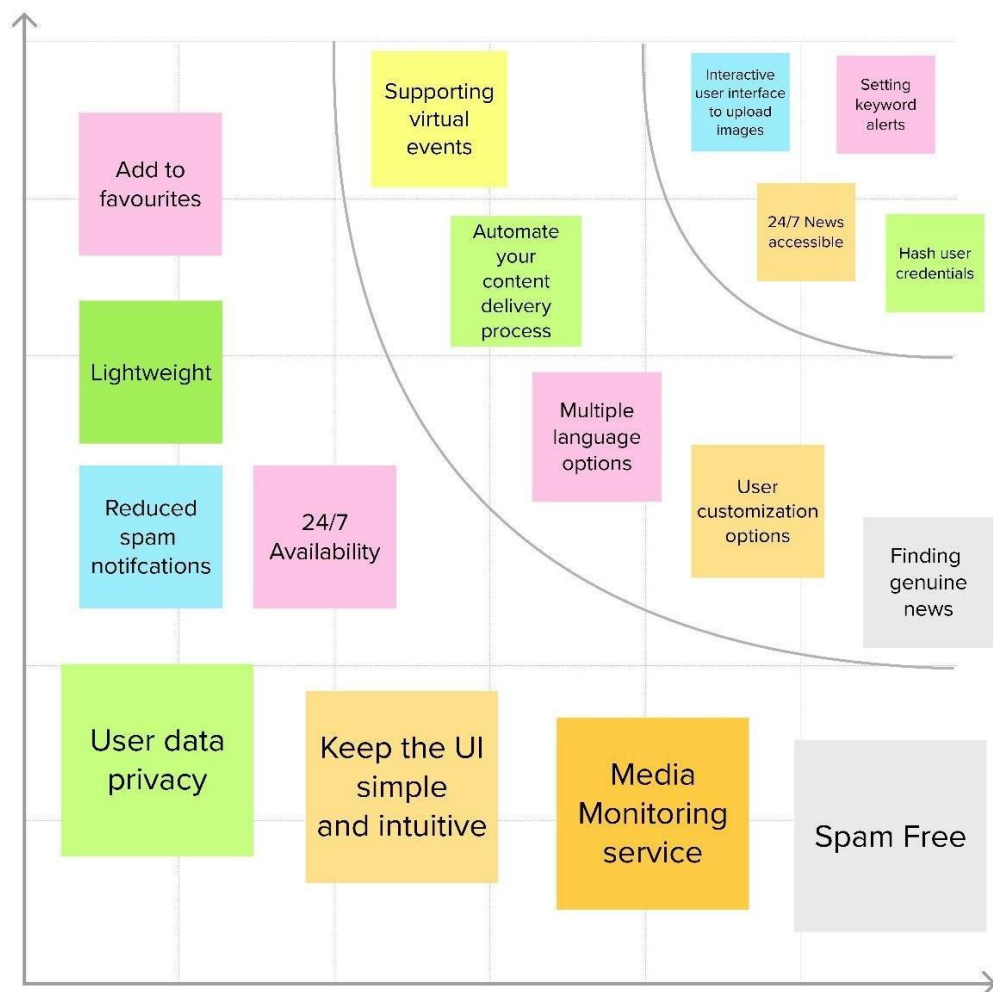 Supporting
virtual
events
Interactive
user interface
to upload
images
Setting
keyword
alerts
Add to
favourites
Automate
your
content
delivery
process
24/7 News
accessible
Hash user
credentials
Lightweight
Multiple
language
options
User
customization
options
Reduced
spam
notifcations
24/7
Availability
Finding
genuine
news
User data
privacy
Keep the UI
simple
and intuitive
Media
Monitoring
service
Spam Free